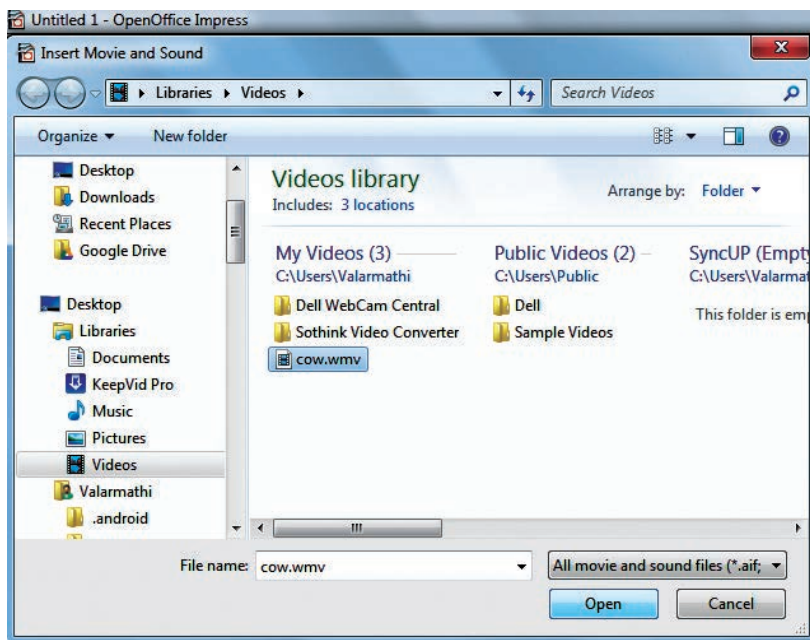 Untitled 1 - OpenOffice Impress
Insert Movie and Sound
X
Libraries Videos
Search Videos
Organize
New folder
?
Desktop
Downloads
Recent Places
Google Drive
Desktop
Libraries
Documents
KeepVid Pro
Music
Pictures
Videos
Valarmathi
.android
Videos library
Includes: 3 locations
Arrange by: Folder
My Videos (3)
C:\Users\Valarmathi
Dell WebCam Central
Sothink Video Converter
cow.wmv
Public Videos (2)
C:\Users\Public
Dell
Sample Videos
SyncUP (Empt
C:\Users\Valarmat
This folder is em
File name: cow.wmv
All movie and sound files (*.aif;
Open
Cancel